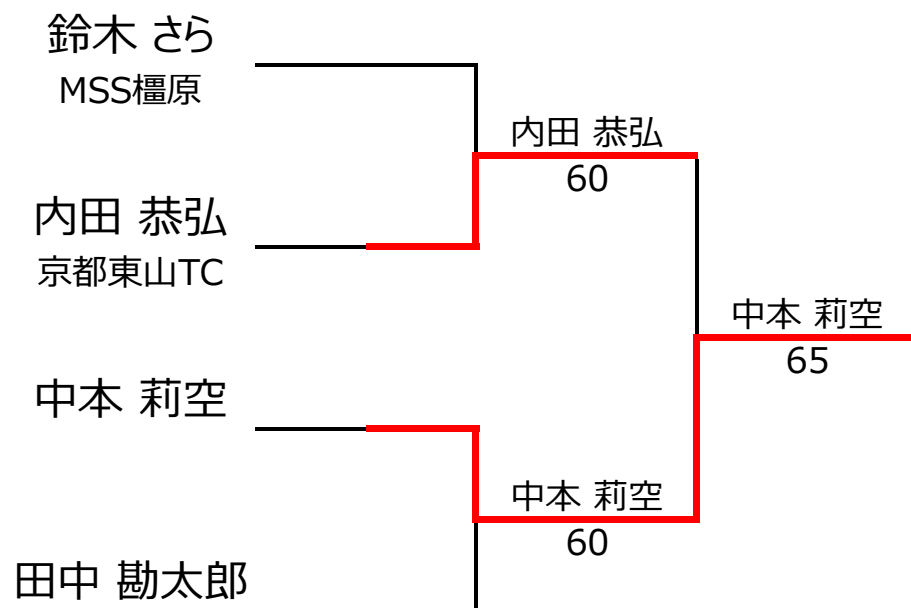 鈴木 さら
MSS橿原
内田 恭弘
60
内田 恭弘
京都東山TC
中本 莉空
65
中本 莉空
中本 莉空
60
田中 勘太郎